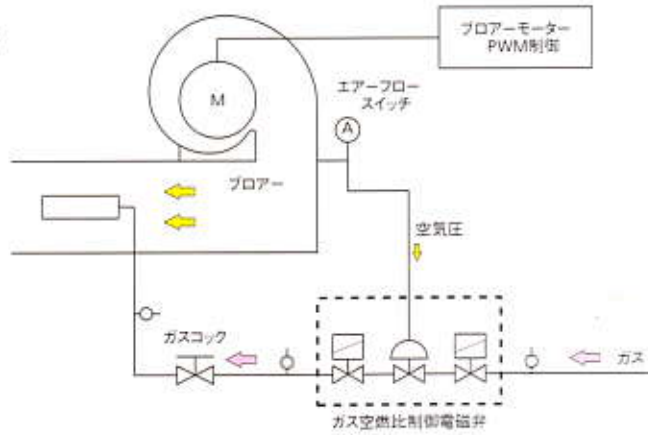 ブロアーモーター
PWM制御
M
エアーフロー
スイッチ
A
ブロアー
空気圧
ガスコック
ガス
ガス空燃比制御電磁弁